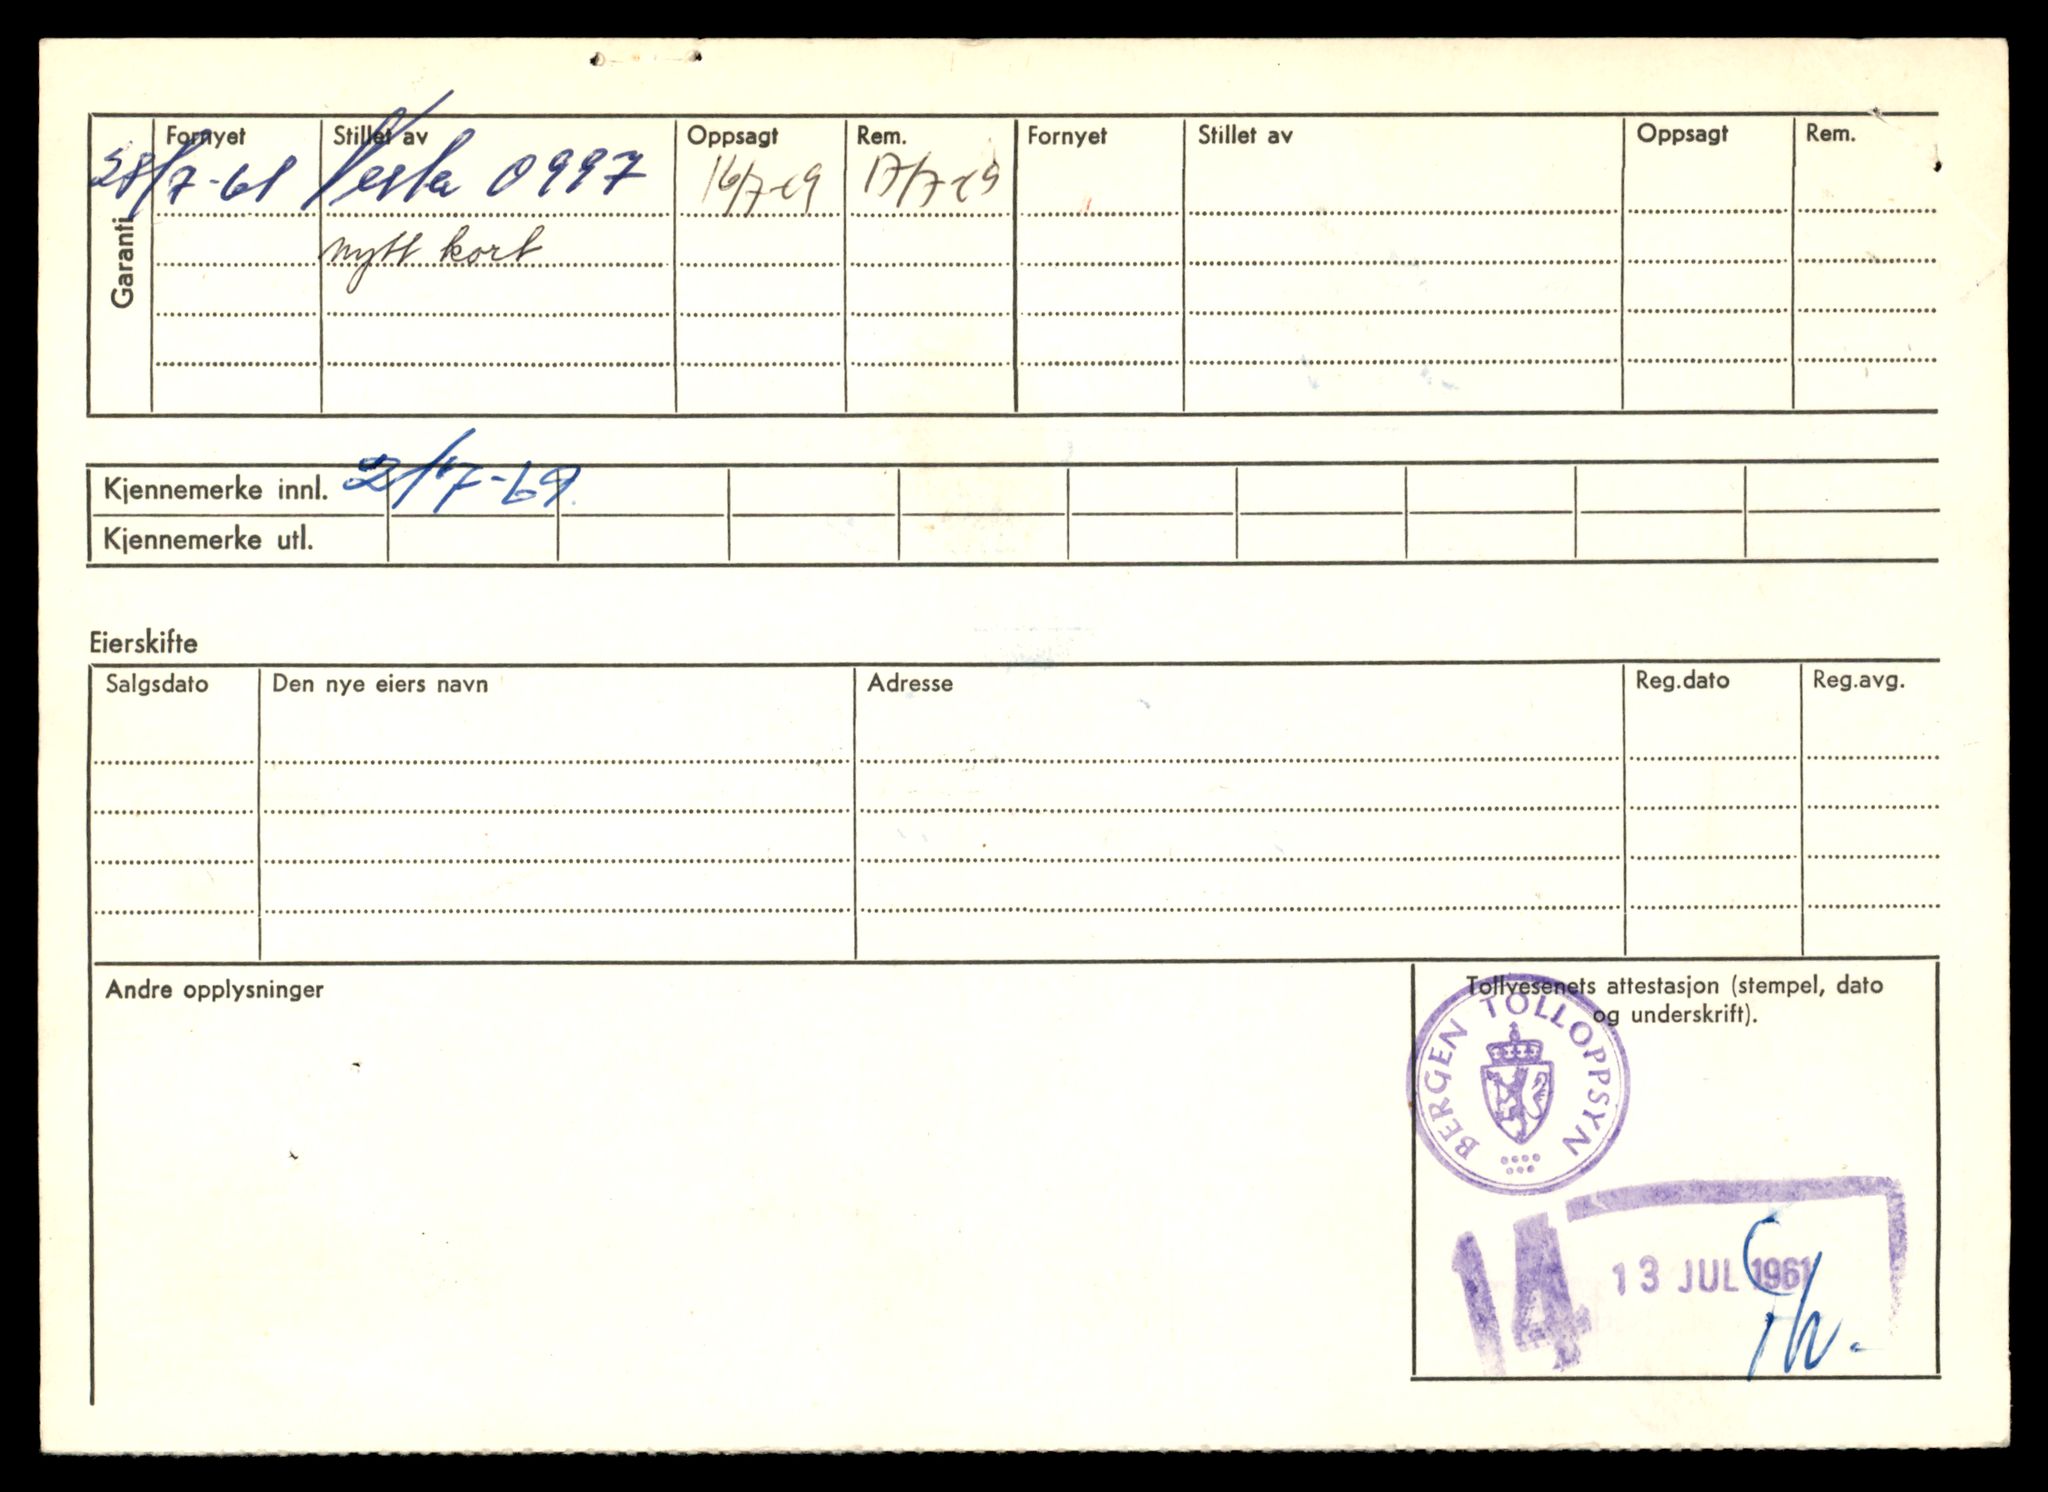 Garanti
Fornyet Stillet av Oppsagt Rem. Fornyet Stillet av Oppsagt Rem.
28/7-61 Vesta 0997 16/7-69 17/7-69
nytt kort
Kjennemerke innl. 2/7-69
Kjennemerke utl.
Eierskifte
Salgsdato Den nye eiers navn Adresse Reg.dato Reg.avg.
Andre opplysninger
Tollvesenets attestasjon (stempel, dato
og underskrift).
BERGEN TOLLOPPSYN
14
13 JUL 1961